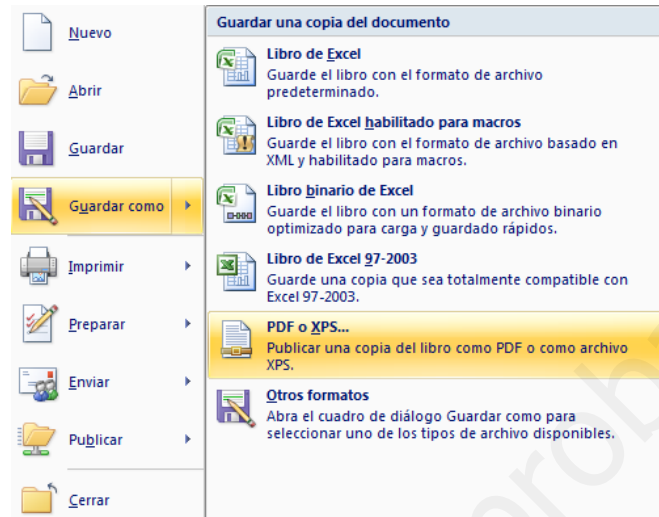 Nuevo
Abrir
Guardar
Guardar como
Imprimir
Preparar
Enviar
Publicar
Cerrar
Guardar una copia del documento
Libro de Excel
Guarde el libro con el formato de archivo
predeterminado.
Libro de Excel habilitado para macros
Guarde el libro con el formato de archivo basado en
XML y habilitado para macros.
Libro binario de Excel
Guarde el libro con un formato de archivo binario
optimizado para carga y guardado rápidos.
Libro de Excel 97-2003
Guarde una copia que sea totalmente compatible con
Excel 97-2003.
PDF o XPS...
Publicar una copia del libro como PDF o como archivo
XPS.
Otros formatos
Abra el cuadro de diálogo Guardar como para
seleccionar uno de los tipos de archivo disponibles.